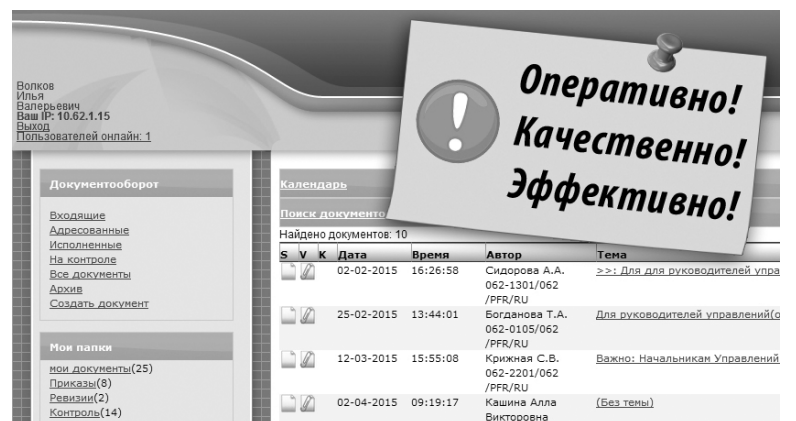 Волков
Илья
Валерьевич
Ваш IP: 10.62.1.15
Выход
Пользователей онлайн: 1
Оперативно!
Качественно!
Эффективно!
Документооборот
Входящие
Адресованные
Исполненные
На контроле
Все документы
Архив
Создать документ
Мои папки
мои документы(25)
Приказы(8)
Ревизии(2)
Контроль(14)
Календарь
Поиск докумен
Найдено документов: 10
S V K Дата Время Автор Тема
02-02-2015 16:26:58 Сидорова А.А. >>: Для для руководителей упра
062-1301/062
/PFR/RU
25-02-2015 13:44:01 Богданова Т.А. Для руководителей управлений(о
062-0105/062
/PFR/RU
12-03-2015 15:55:08 Крижная С.В. Важно: Начальникам Управлений
062-2201/062
/PFR/RU
02-04-2015 09:19:17 Кашина Алла (Без темы)
Викторовна